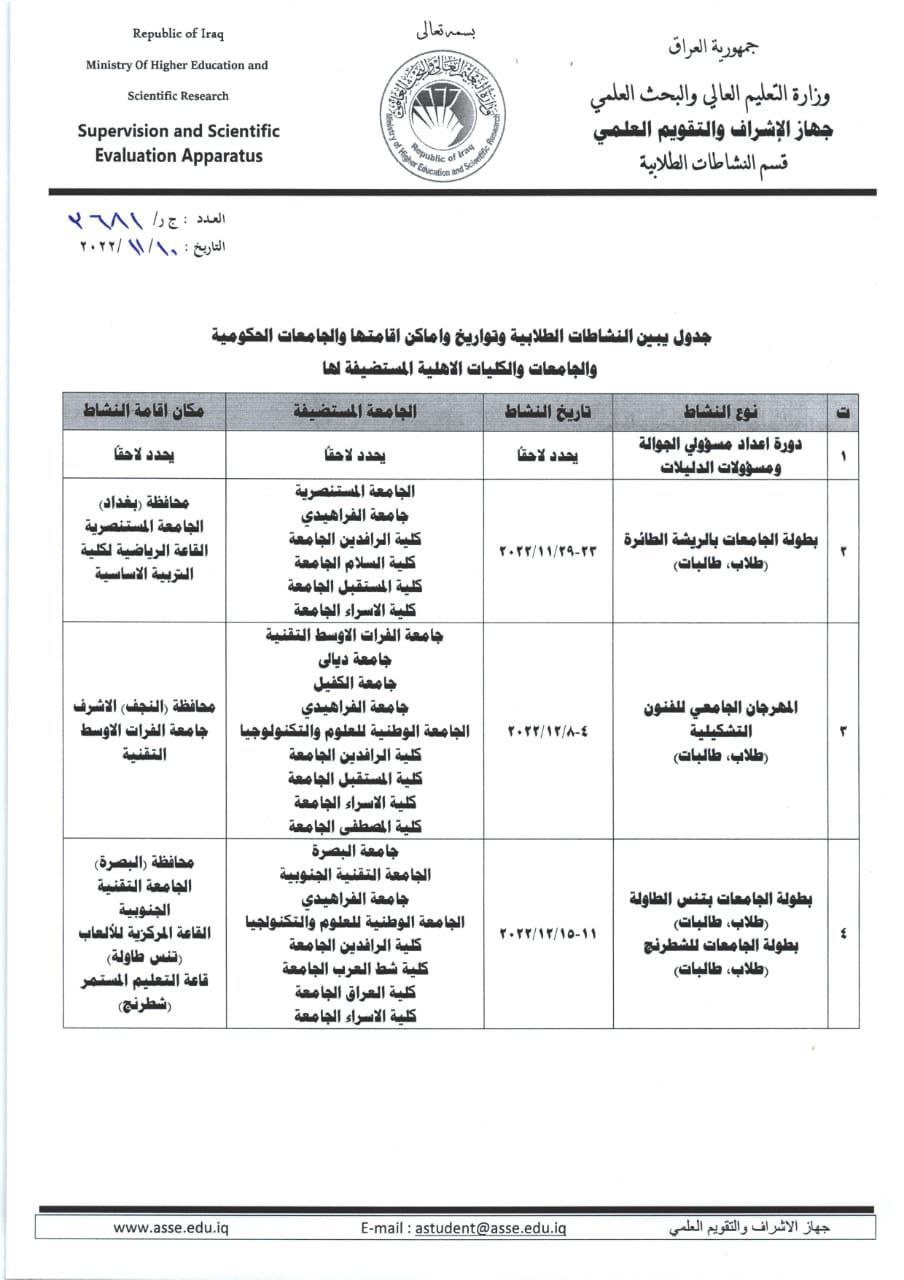 بسمه تعالى
جمهورية العراق
وزارة التعليم العالي والبحث العلمي
جهاز الإشراف والتقويم العلمي
قسم النشاطات الطلابية
Republic of Iraq
Ministry Of Higher Education and
Scientific Research
Supervision and Scientific
Evaluation Apparatus
وزارة التعليم العالي والبحث العلمي
Republic of Iraq
Ministry of Higher Education and Scientific Research
العدد : ج ر/ ٣٦٨١
التاريخ : ١٠/ ١١/ ٢٠٢٢
جدول يبين النشاطات الطلابية وتواريخ واماكن اقامتها والجامعات الحكومية
والجامعات والكليات الاهلية المستضيفة لها
ت نوع النشاط تاريخ النشاط الجامعة المستضيفة مكان اقامة النشاط
١
دورة اعداد مسؤولي الجوالة
ومسؤولات الدليلات
يحدد لاحقا
يحدد لاحقا
يحدد لاحقا
٢
بطولة الجامعات بالريشة الطائرة
(طلاب، طالبات)
٢٣-٢٠٢٢/١١/٢٩
الجامعة المستنصرية
جامعة الفراهيدي
كلية الرافدين الجامعة
كلية السلام الجامعة
كلية المستقبل الجامعة
كلية الاسراء الجامعة
محافظة (بغداد)
الجامعة المستنصرية
القاعة الرياضية لكلية
التربية الاساسية
٣
المهرجان الجامعي للفنون
التشكيلية
(طلاب، طالبات)
٤-٢٠٢٢/١٢/٨
جامعة الفرات الاوسط التقنية
جامعة ديالى
جامعة الكفيل
جامعة الفراهيدي
الجامعة الوطنية للعلوم والتكنولوجيا
كلية الرافدين الجامعة
كلية المستقبل الجامعة
كلية الاسراء الجامعة
كلية المصطفى الجامعة
محافظة (النجف) الاشرف
جامعة الفرات الاوسط
التقنية
٤
بطولة الجامعات بتنس الطاولة
(طلاب، طالبات)
بطولة الجامعات للشطرنج
(طلاب، طالبات)
١١-٢٠٢٢/١٢/١٥
جامعة البصرة
الجامعة التقنية الجنوبية
جامعة الفراهيدي
الجامعة الوطنية للعلوم والتكنولجيا
كلية الرافدين الجامعة
كلية شط العرب الجامعة
كلية العراق الجامعة
كلية الاسراء الجامعة
محافظة (البصرة)
الجامعة التقنية
الجنوبية
القاعة المركزية للألعاب
(تنس طاولة)
قاعة التعليم المستمر
(شطرنج)
جهاز الاشراف والتقويم العلمي
E-mail : astudent@asse.edu.iq
www.asse.edu.iq